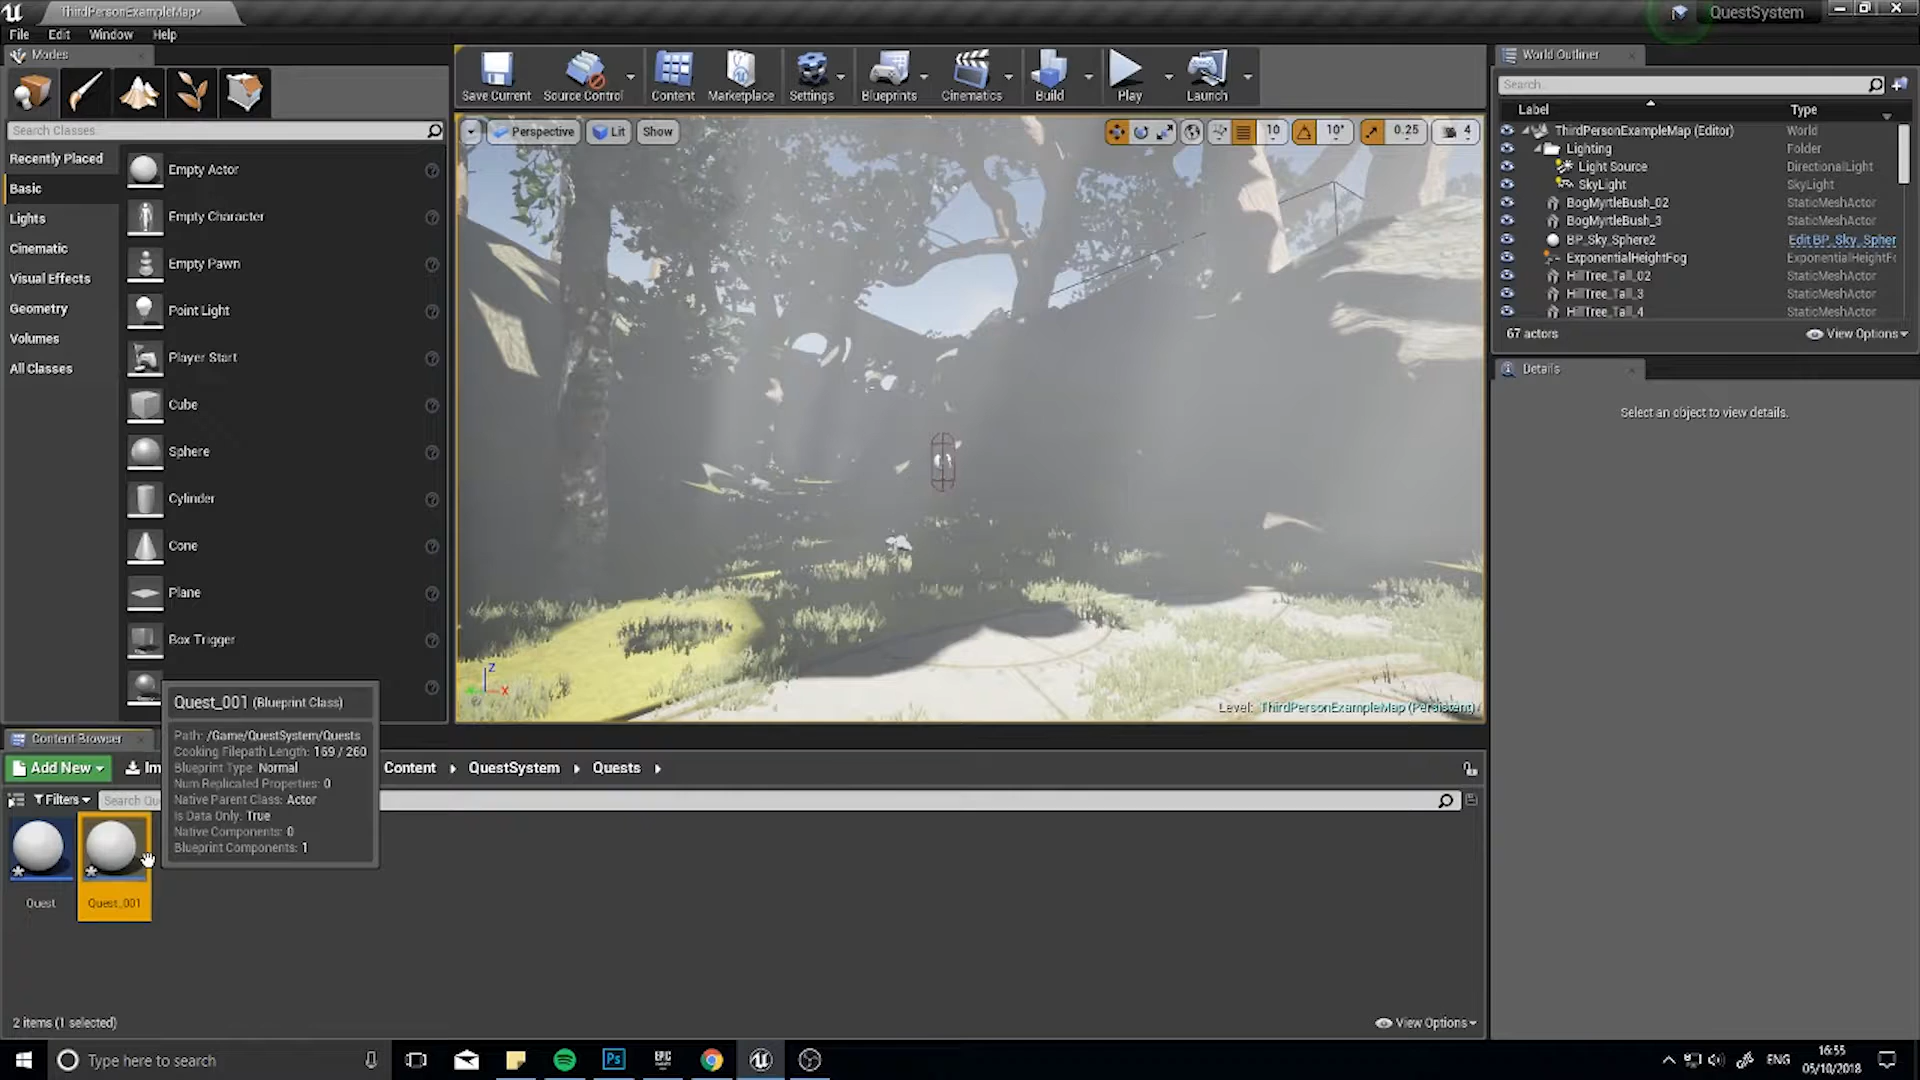 ThirdPersonExampleMap*
QuestSystem
File Edit Window Help
Modes
Search Classes
Recently Placed
Basic
Lights
Cinematic
Visual Effects
Geometry
Volumes
All Classes
Empty Actor
Empty Character
Empty Pawn
Point Light
Player Start
Cube
Sphere
Cylinder
Cone
Plane
Box Trigger
Save Current
Source Control
Content
Marketplace
Settings
Blueprints
Cinematics
Build
Play
Launch
Perspective
Lit
Show
10
10°
0.25
4
Z
X
Level: ThirdPersonExampleMap (Persistent)
World Outliner
Search...
Label Type
ThirdPersonExampleMap (Editor) World
Lighting Folder
Light Source DirectionalLight
SkyLight SkyLight
BogMyrtleBush_02 StaticMeshActor
BogMyrtleBush_3 StaticMeshActor
BP_Sky_Sphere2 Edit BP_Sky_Spher
ExponentialHeightFog ExponentialHeightFo
HillTree_Tall_02 StaticMeshActor
HillTree_Tall_3 StaticMeshActor
HillTree_Tall_4 StaticMeshActor
67 actors
View Options
Details
Select an object to view details.
Content Browser
Add New
Im
Content QuestSystem Quests
Filters
Search Qu
Quest_001 (Blueprint Class)
Path: /Game/QuestSystem/Quests
Cooking Filepath Length: 169 / 260
Blueprint Type: Normal
Num Replicated Properties: 0
Native Parent Class: Actor
Is Data Only: True
Native Components: 0
Blueprint Components: 1
Quest
Quest_001
2 items (1 selected)
View Options
Type here to search
Ps
EPIC
GAMES
ENG
16:55
05/10/2018